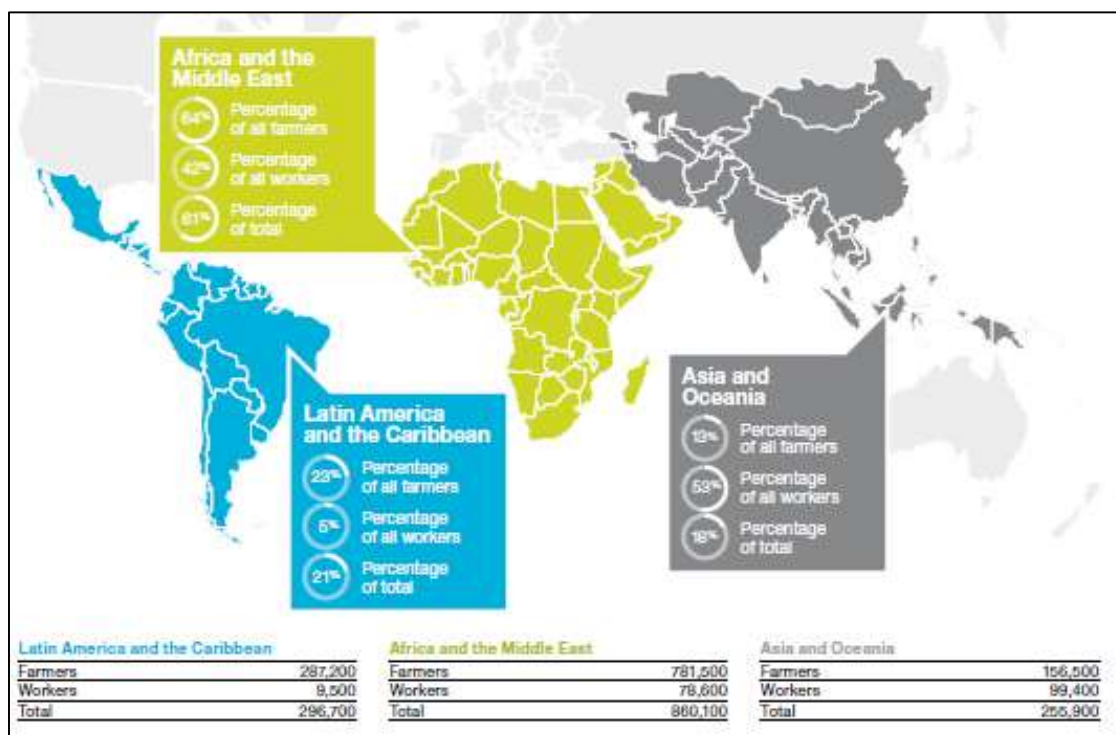 Africa and the
Middle East
64%
Percentage
of all farmers
42%
Percentage
of all workers
61%
Percentage
of total
Latin America
and the Caribbean
23%
Percentage
of all farmers
5%
Percentage
of all workers
21%
Percentage
of total
Asia and
Oceania
13%
Percentage
of all farmers
53%
Percentage
of all workers
18%
Percentage
of total
Latin America and the Caribbean
Farmers 287,200
Workers 9,500
Total 296,700
Africa and the Middle East
Farmers 781,500
Workers 78,600
Total 860,100
Asia and Oceania
Farmers 156,500
Workers 99,400
Total 255,900